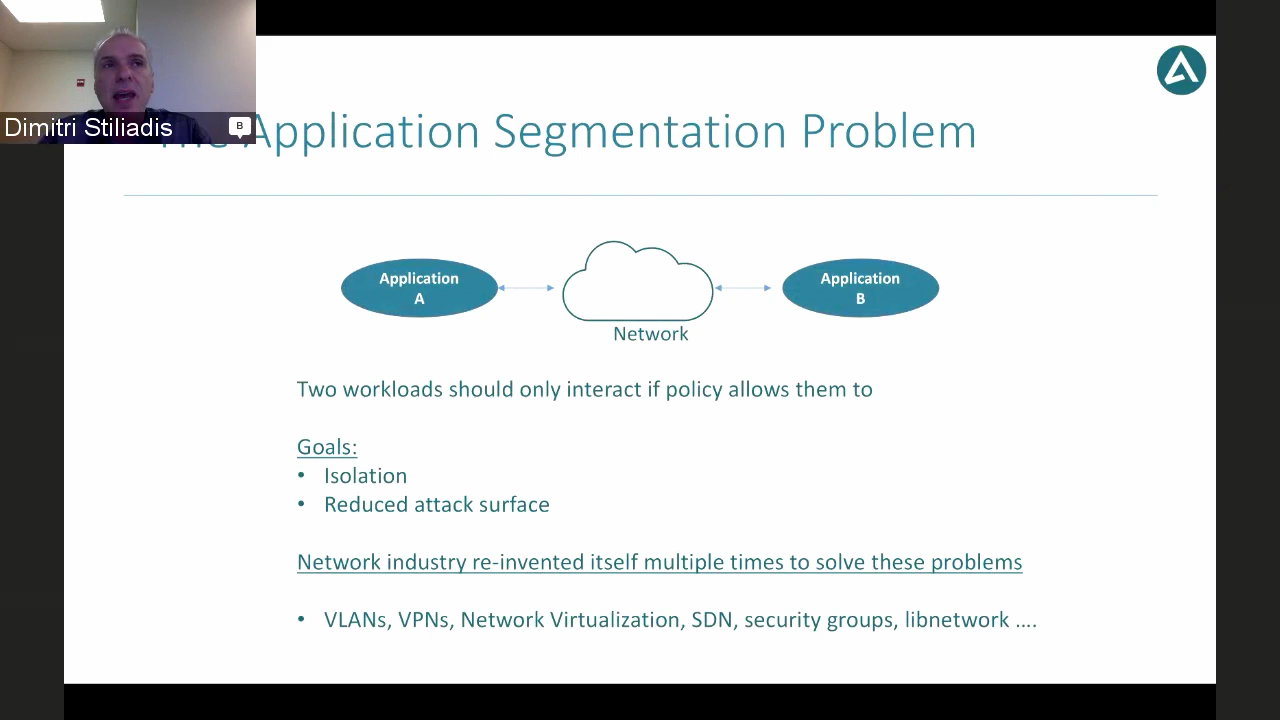 Dimitri Stiliadis
B
Application Segmentation Problem
Application
A
Application
B
Network
Two workloads should only interact if policy allows them to
Goals:
• Isolation
• Reduced attack surface
Network industry re-invented itself multiple times to solve these problems
• VLANs, VPNs, Network Virtualization, SDN, security groups, libnetwork ....